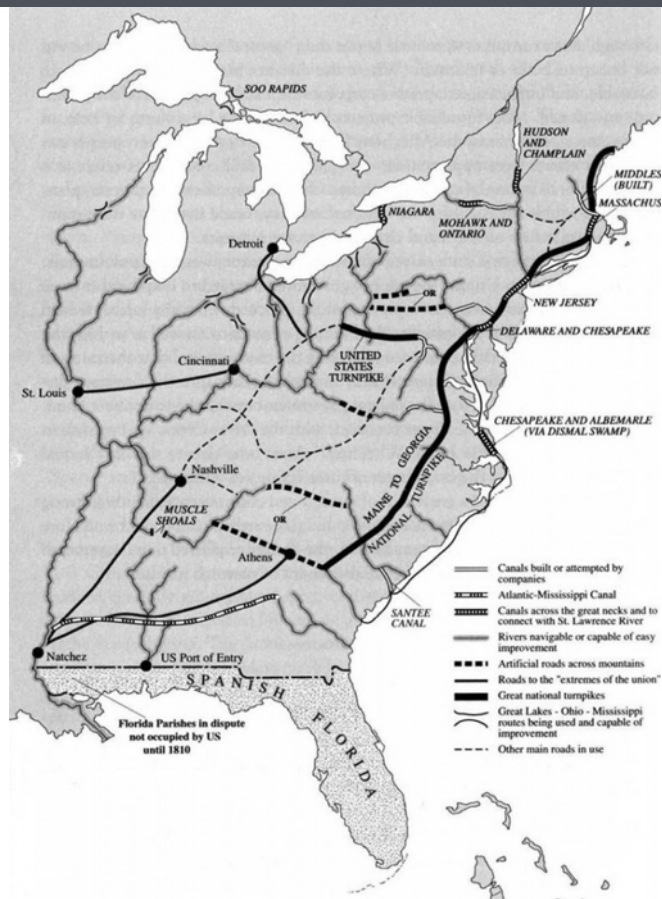 SOO RAPIDS
HUDSON
AND
CHAMPLAIN
MIDDLES
(BUILT)
MASSACHUS
NIAGARA
MOHAWK AND
ONTARIO
Detroit
OR
NEW JERSEY
DELAWARE AND CHESAPEAKE
UNITED
STATES
TURNPIKE
Cincinnati
St. Louis
CHESAPEAKE AND ALBEMARLE
(VIA DISMAL SWAMP)
MAINE TO GEORGIA
NATIONAL TURNPIKE
Nashville
MUSCLE
SHOALS
OR
Athens
SANTEE
CANAL
Natchez
US Port of Entry
SPANISH
FLORIDA
Florida Parishes in dispute
not occupied by US
until 1810
Canals built or attempted by
companies
Atlantic-Mississippi Canal
Canals across the great necks and to
connect with St. Lawrence River
Rivers navigable or capable of easy
improvement
Artificial roads across mountains
Roads to the "extremes of the union"
Great national turnpikes
Great Lakes - Ohio - Mississippi
routes being used and capable of
improvement
Other main roads in use